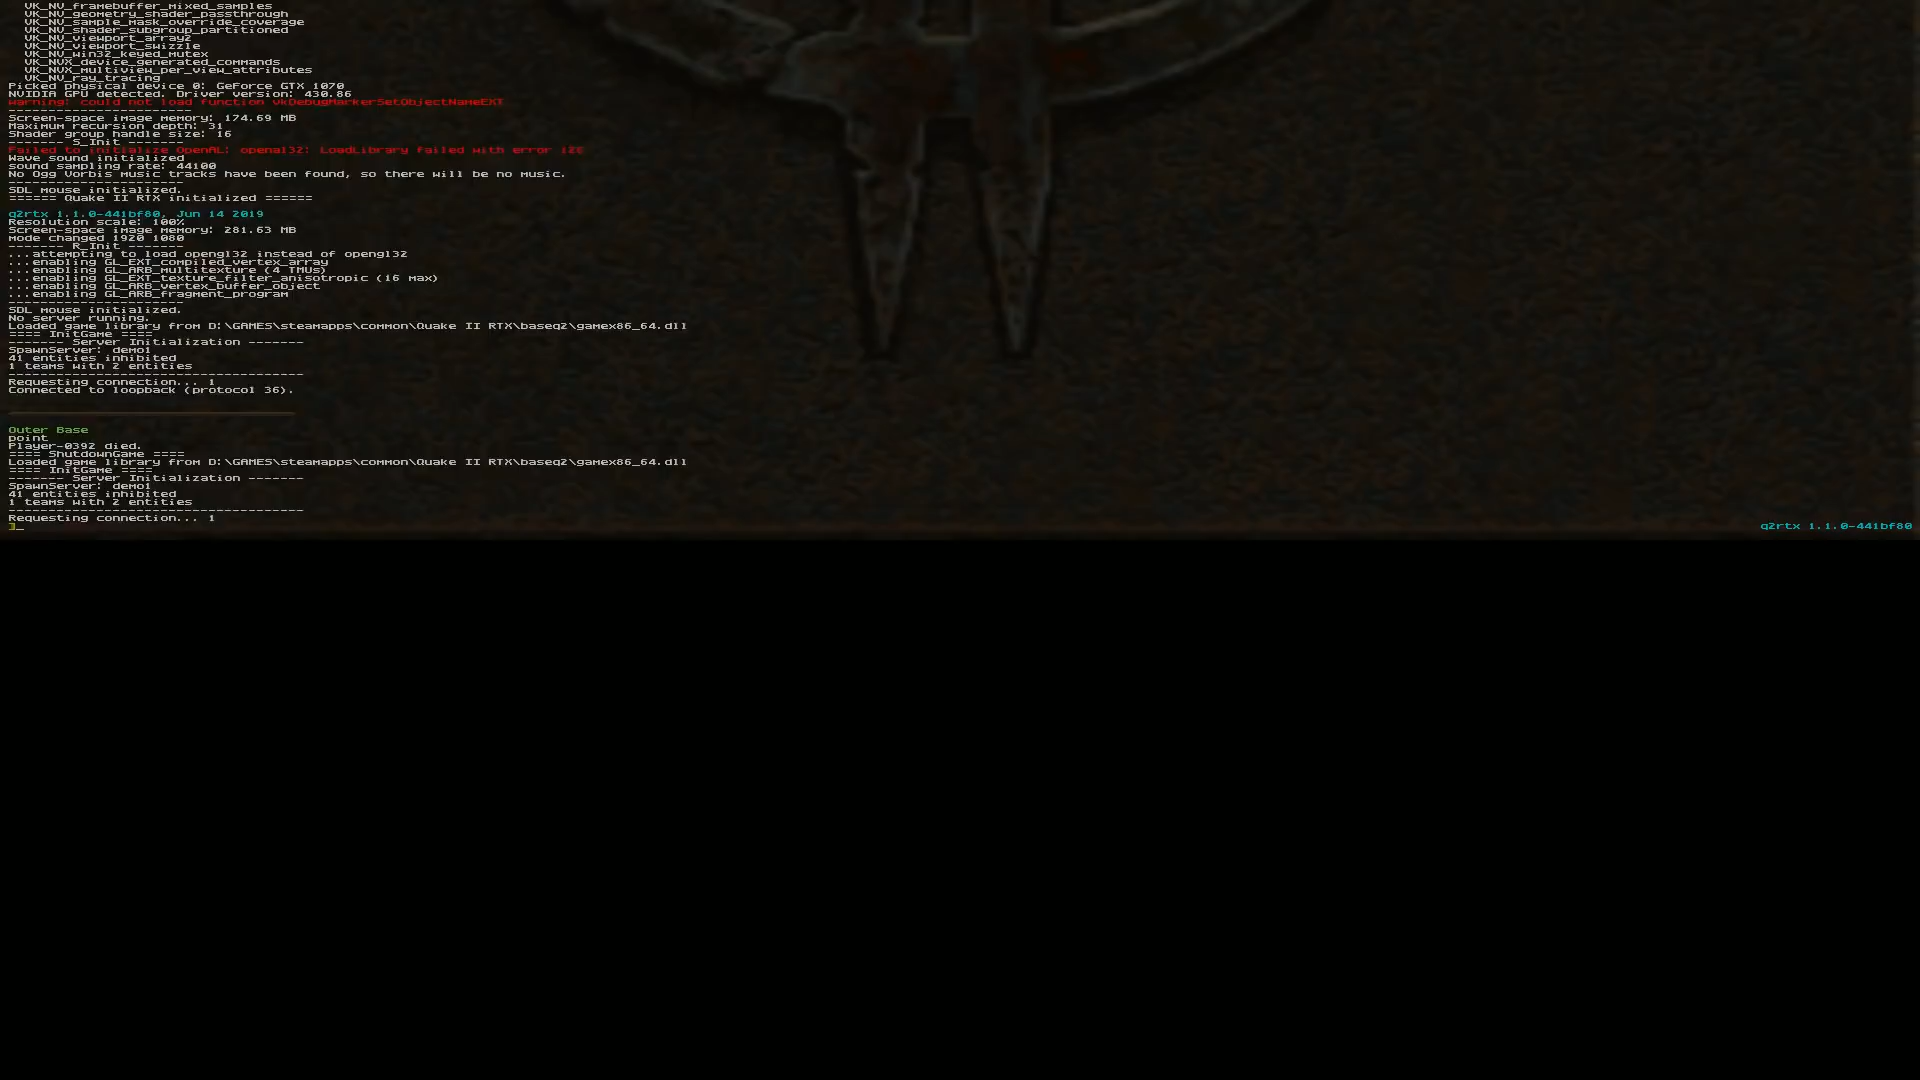 VK_NV_framebuffer_mixed_samples
VK_NV_geometry_shader_passthrough
VK_NV_sample_mask_override_coverage
VK_NV_shader_subgroup_partitioned
VK_NV_viewport_array2
VK_NV_viewport_swizzle
VK_NV_win32_keyed_mutex
VK_NVX_device_generated_commands
VK_NVX_multiview_per_view_attributes
VK_NV_ray_tracing
Picked physical device 0: GeForce GTX 1070
NVIDIA GPU detected. Driver version: 430.86
warning: could not load function vkDebugMarkerSetObjectNameEXT
-----------------------
Screen-space image memory: 174.69 MB
Maximum recursion depth: 31
Shader group handle size: 16
------- S_Init -------
Failed to initialize OpenAL: openal32: LoadLibrary failed with error 126
Wave sound initialized
sound sampling rate: 44100
No Ogg Vorbis music tracks have been found, so there will be no music.
----------------------
SDL mouse initialized.
====== Quake II RTX initialized ======
q2rtx 1.1.0-441bf80, Jun 14 2019
Resolution scale: 100%
Screen-space image memory: 281.63 MB
mode changed 1920 1080
------- R_Init -------
...attempting to load opengl32 instead of opengl32
...enabling GL_EXT_compiled_vertex_array
...enabling GL_ARB_multitexture (4 TMUs)
...enabling GL_EXT_texture_filter_anisotropic (16 max)
...enabling GL_ARB_vertex_buffer_object
...enabling GL_ARB_fragment_program
----------------------
SDL mouse initialized.
No server running.
Loaded game library from D:\GAMES\steamapps\common\Quake II RTX\baseq2\gamex86_64.dll
==== InitGame ====
------- Server Initialization -------
SpawnServer: demo1
41 entities inhibited
1 teams with 2 entities
-------------------------------------
Requesting connection... 1
Connected to loopback (protocol 36).
Outer Base
point
Player-0392 died.
==== ShutdownGame ====
Loaded game library from D:\GAMES\steamapps\common\Quake II RTX\baseq2\gamex86_64.dll
==== InitGame ====
------- Server Initialization -------
SpawnServer: demo1
41 entities inhibited
1 teams with 2 entities
-------------------------------------
Requesting connection... 1
]_
q2rtx 1.1.0-441bf80